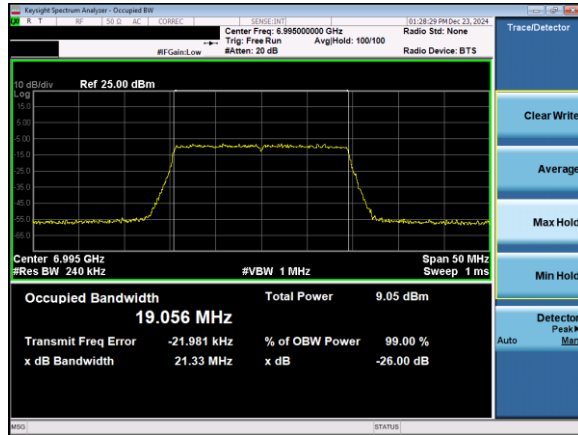 Keysight Spectrum Analyzer - Occupied BW
R T RF 50 Ω AC CORREC SENSE:INT 01:28:29 PM Dec 23, 2024
Center Freq: 6.995000000 GHz Radio Std: None
Trig: Free Run Avg|Hold: 100/100
#IFGain:Low #Atten: 20 dB Radio Device: BTS
Trace/Detector
10 dB/div Ref 25.00 dBm
Log
15.0
5.00
-5.00
-15.0
-25.0
-35.0
-45.0
-55.0
-65.0
Center 6.995 GHz Span 50 MHz
#Res BW 240 kHz #VBW 1 MHz Sweep 1 ms
Occupied Bandwidth Total Power 9.05 dBm
19.056 MHz
Transmit Freq Error -21.981 kHz % of OBW Power 99.00 %
x dB Bandwidth 21.33 MHz x dB -26.00 dB
Clear Write
Average
Max Hold
Min Hold
Detector
Peak
Auto Man
MSG STATUS